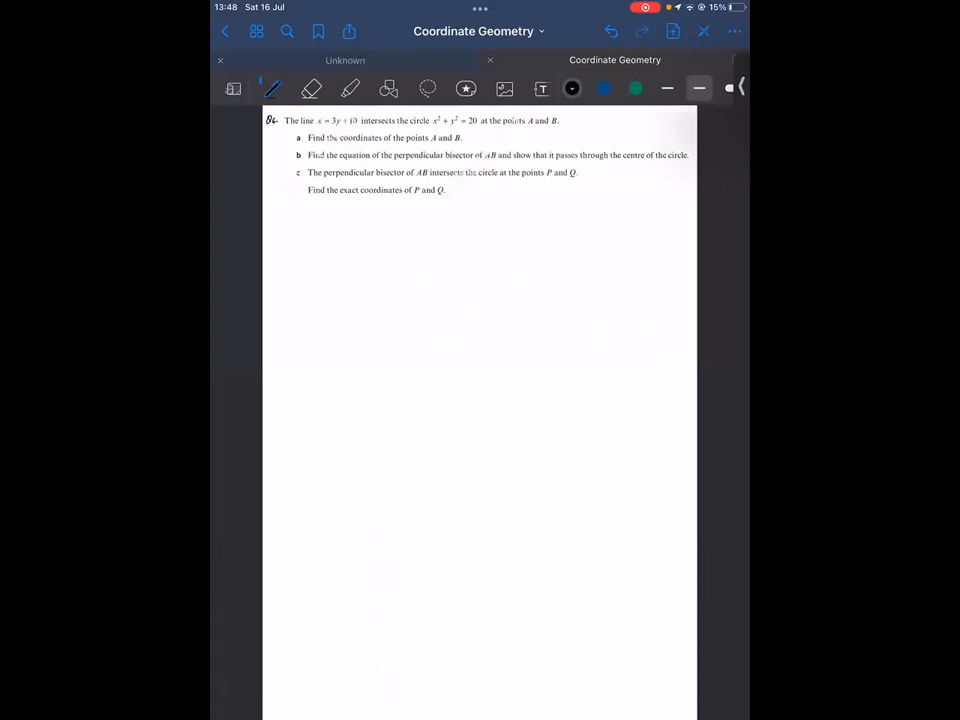 13:48 Sat 16 Jul 15%
Coordinate Geometry
Unknown Coordinate Geometry
T
The line x = 3y + 10 intersects the circle x² + y² = 20 at the points A and B.
a Find the coordinates of the points A and B.
b Find the equation of the perpendicular bisector of AB and show that it passes through the centre of the circle.
c The perpendicular bisector of AB intersects the circle at the points P and Q.
Find the exact coordinates of P and Q.